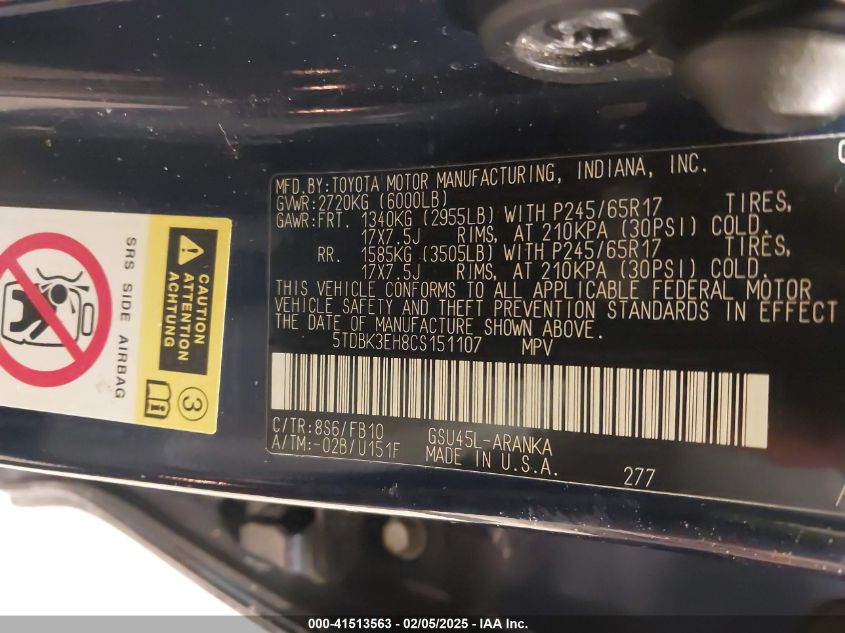 MFD.BY:TOYOTA MOTOR MANUFACTURING, INDIANA, INC.
GVWR:2720KG (6000LB)
GAWR:FRT. 1340KG (2955LB) WITH P245/65R17 TIRES,
17X7.5J RIMS, AT 210KPA (30PSI) COLD.
RR. 1585KG (3505LB) WITH P245/65R17 TIRES,
17X7.5J RIMS, AT 210KPA (30PSI) COLD.
THIS VEHICLE CONFORMS TO ALL APPLICABLE FEDERAL MOTOR
VEHICLE SAFETY AND THEFT PREVENTION STANDARDS IN EFFECT
THE DATE OF MANUFACTURE SHOWN ABOVE.
5TDBK3EH8CS151107 MPV
C/TR:8S6/FB10 GSU45L-ARANKA
A/TM:-02B/U151F MADE IN U.S.A.
277
SRS SIDE AIRBAG
CAUTION
ATTENTION
ACHTUNG
3
000-41513563 - 02/05/2025 - IAA Inc.